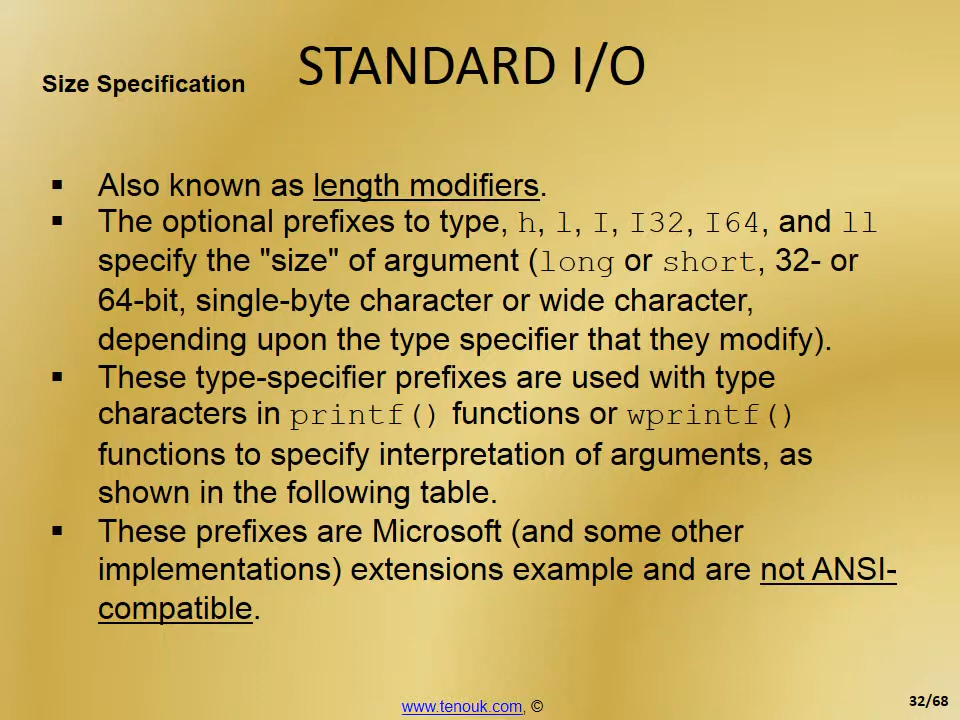 STANDARD I/O
Size Specification
▪ Also known as length modifiers.
▪ The optional prefixes to type, h, l, I, I32, I64, and ll
specify the "size" of argument (long or short, 32- or
64-bit, single-byte character or wide character,
depending upon the type specifier that they modify).
▪ These type-specifier prefixes are used with type
characters in printf() functions or wprintf()
functions to specify interpretation of arguments, as
shown in the following table.
▪ These prefixes are Microsoft (and some other
implementations) extensions example and are not ANSI-
compatible.
www.tenouk.com, ©
32/68